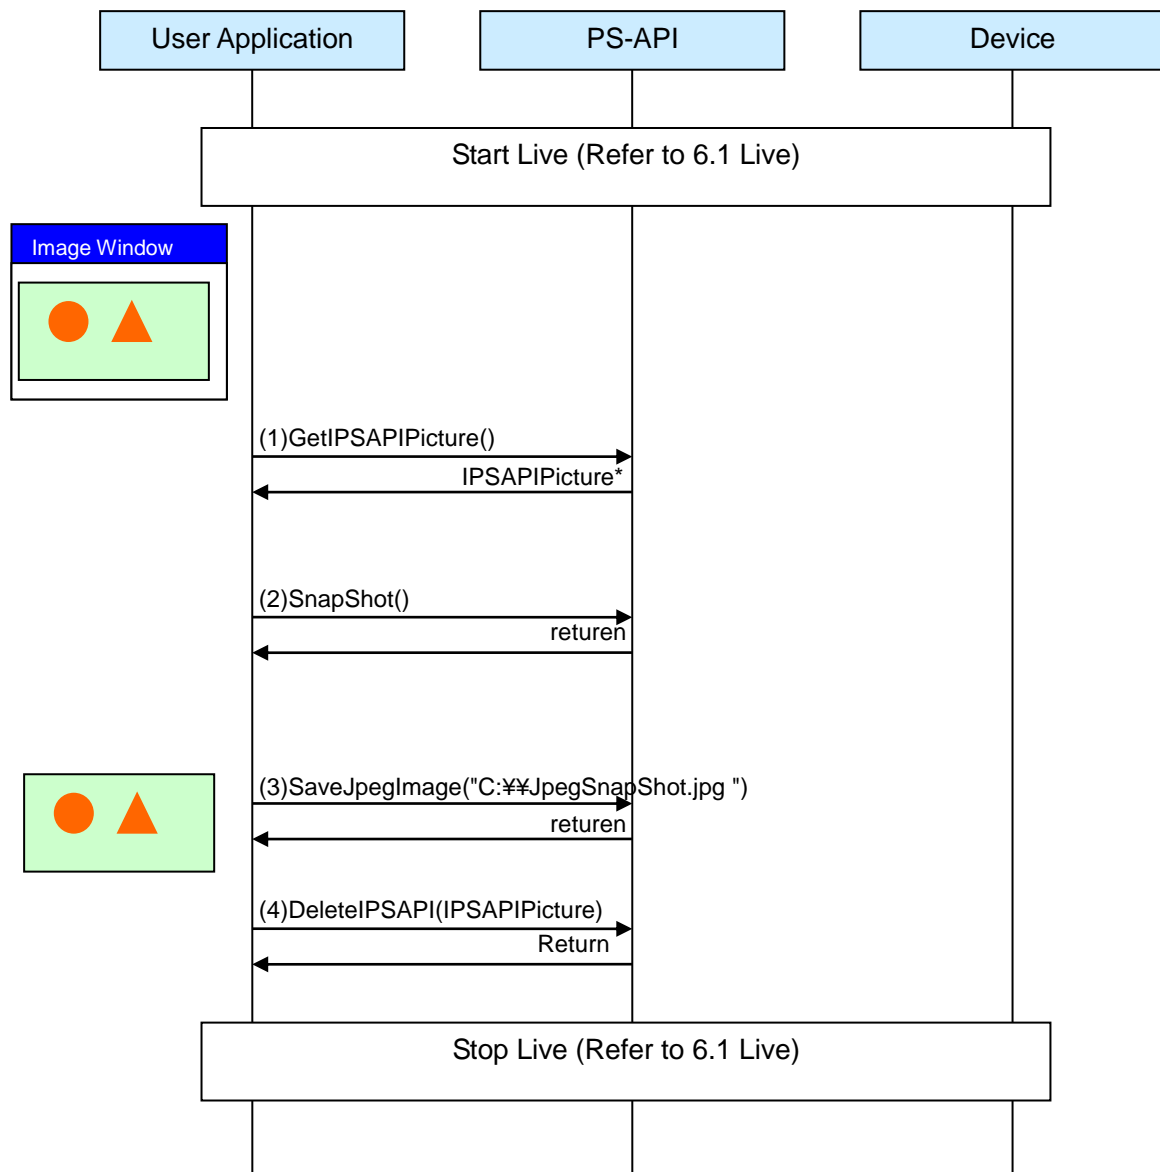 User Application
PS-API
Device
Start Live (Refer to 6.1 Live)
Image Window
(1)GetIPSAPIPicture()
IPSAPIPicture*
(2)SnapShot()
returen
(3)SaveJpegImage("C:¥¥JpegSnapShot.jpg ")
returen
(4)DeleteIPSAPI(IPSAPIPicture)
Return
Stop Live (Refer to 6.1 Live)